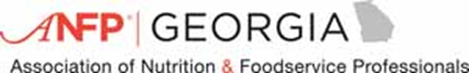 ANFP | GEORGIA
Association of Nutrition & Foodservice Professionals